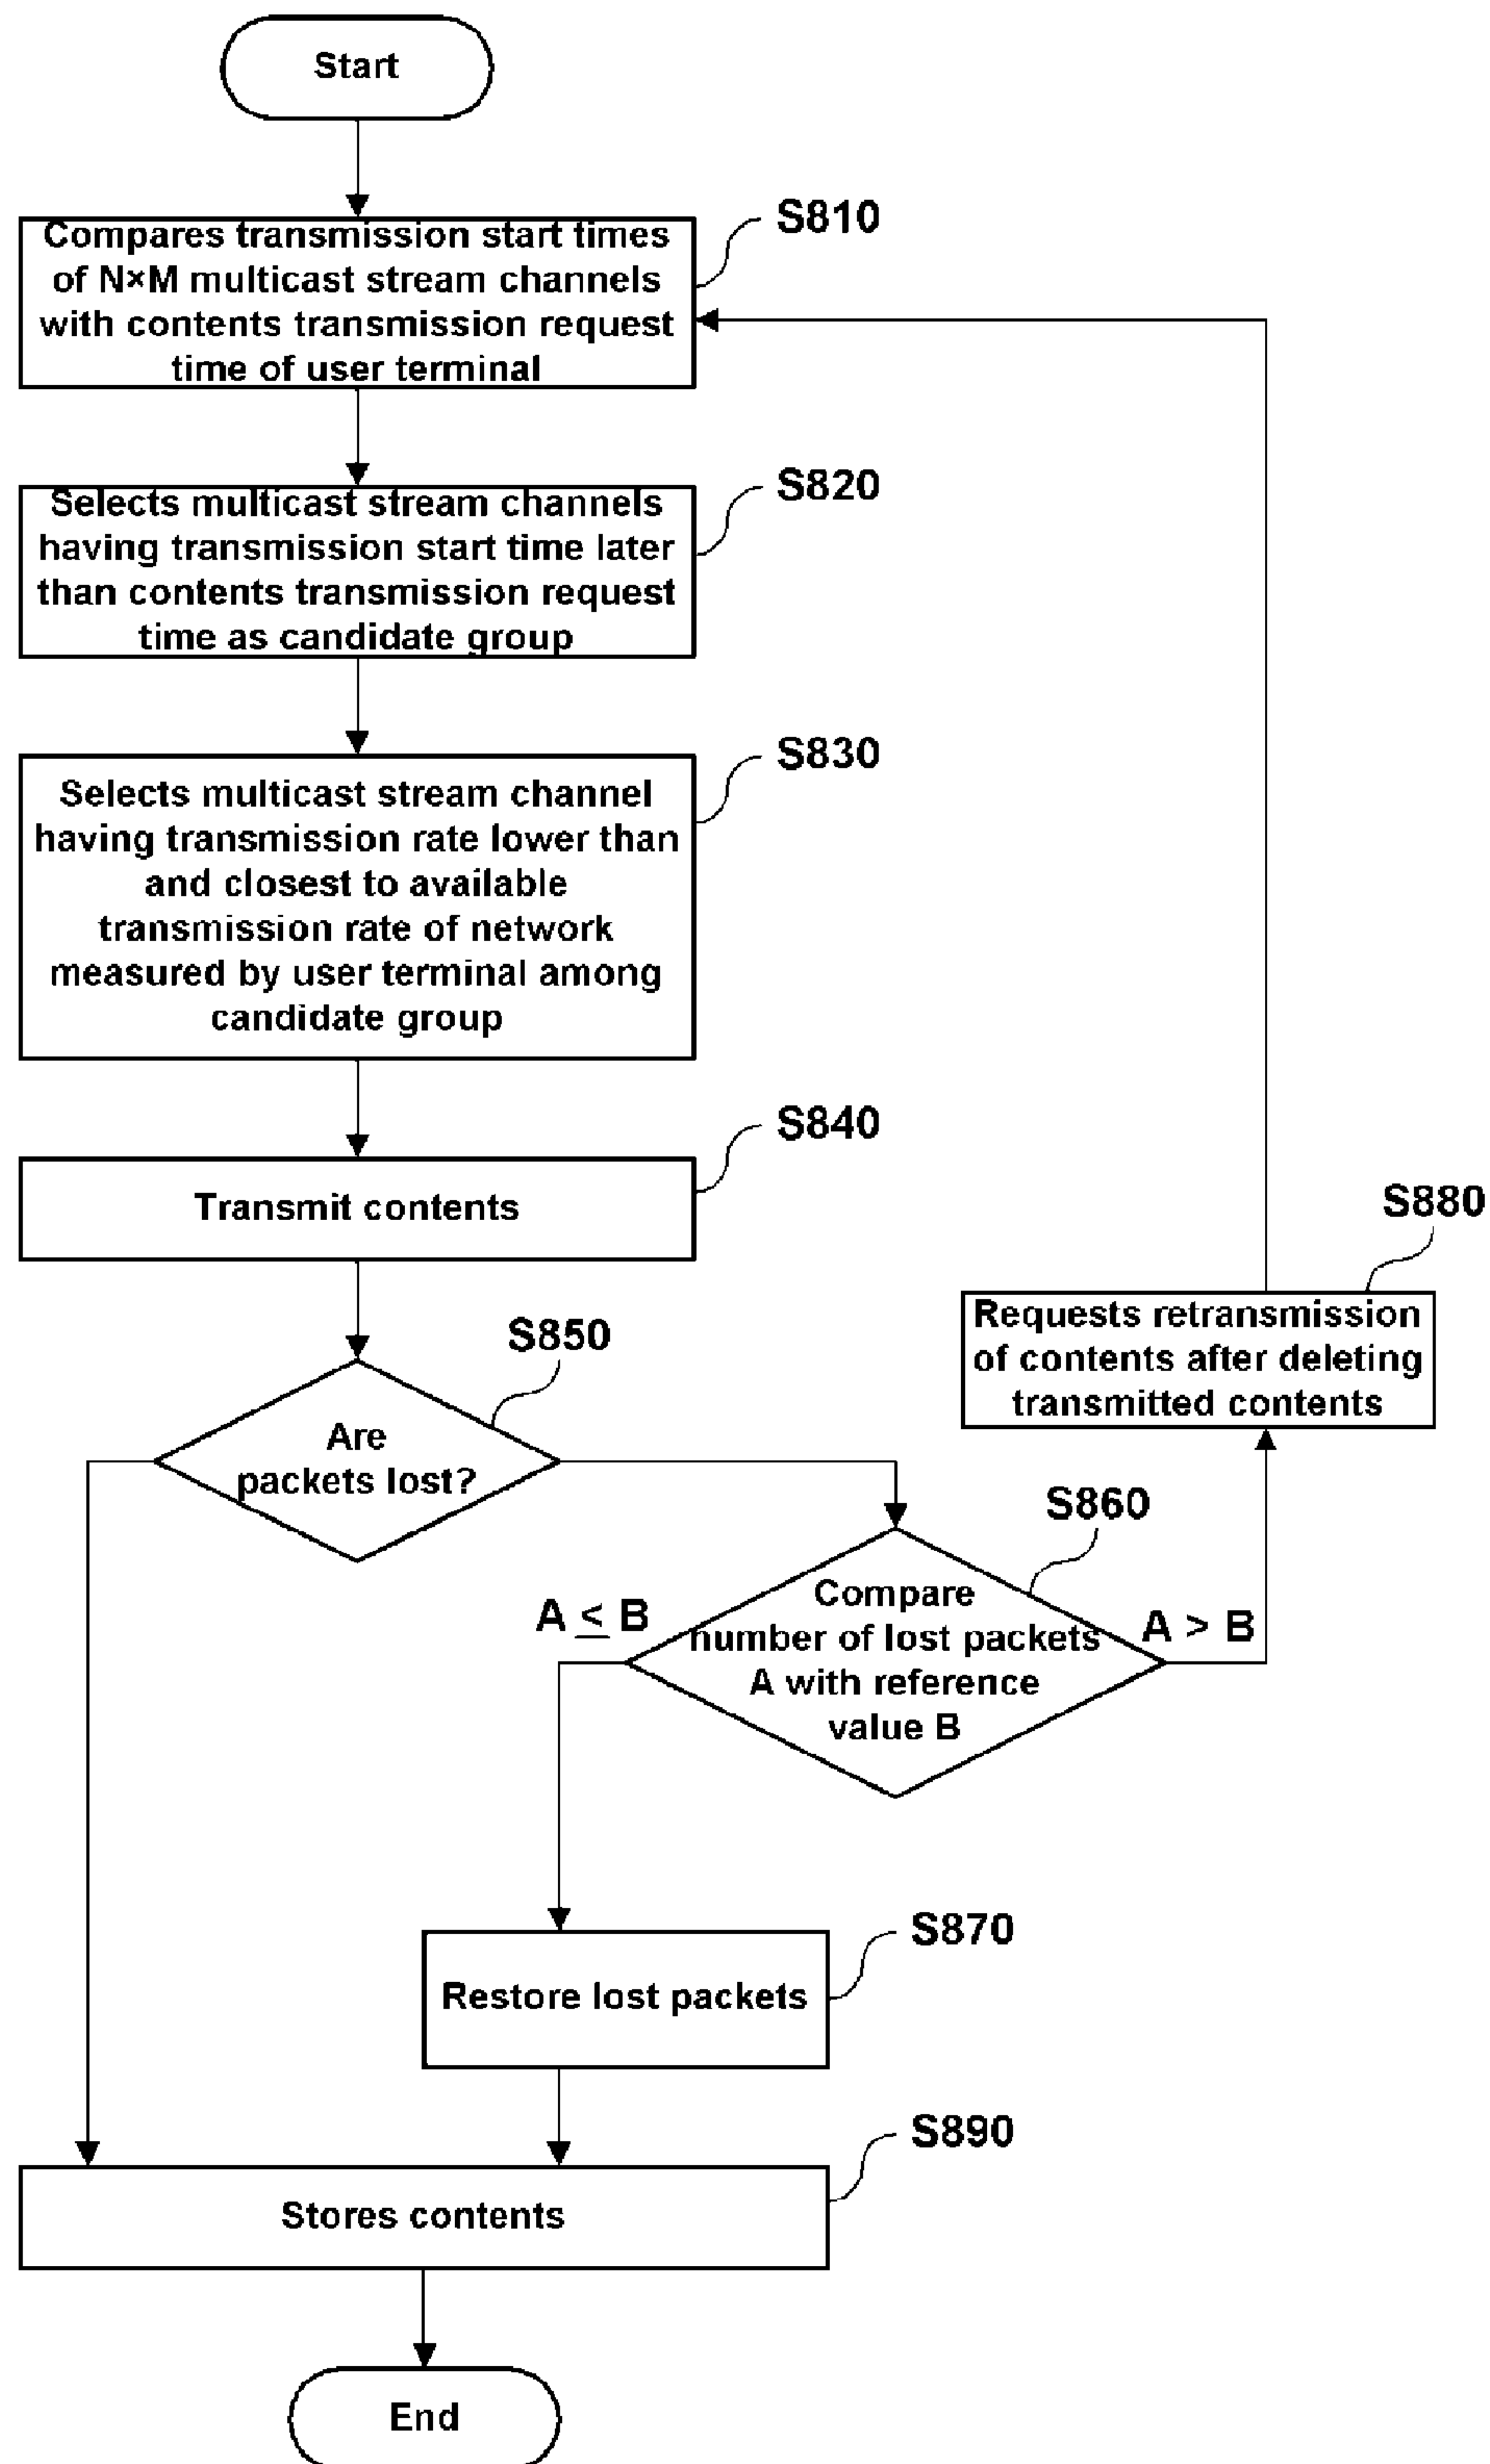 Start
S810
Compares transmission start times
of N×M multicast stream channels
with contents transmission request
time of user terminal
S820
Selects multicast stream channels
having transmission start time later
than contents transmission request
time as candidate group
S830
Selects multicast stream channel
having transmission rate lower than
and closest to available
transmission rate of network
measured by user terminal among
candidate group
S840
Transmit contents
S880
Requests retransmission
of contents after deleting
transmitted contents
S850
Are
packets lost?
S860
A ≤ B
Compare
number of lost packets
A with reference
value B
A > B
S870
Restore lost packets
S890
Stores contents
End